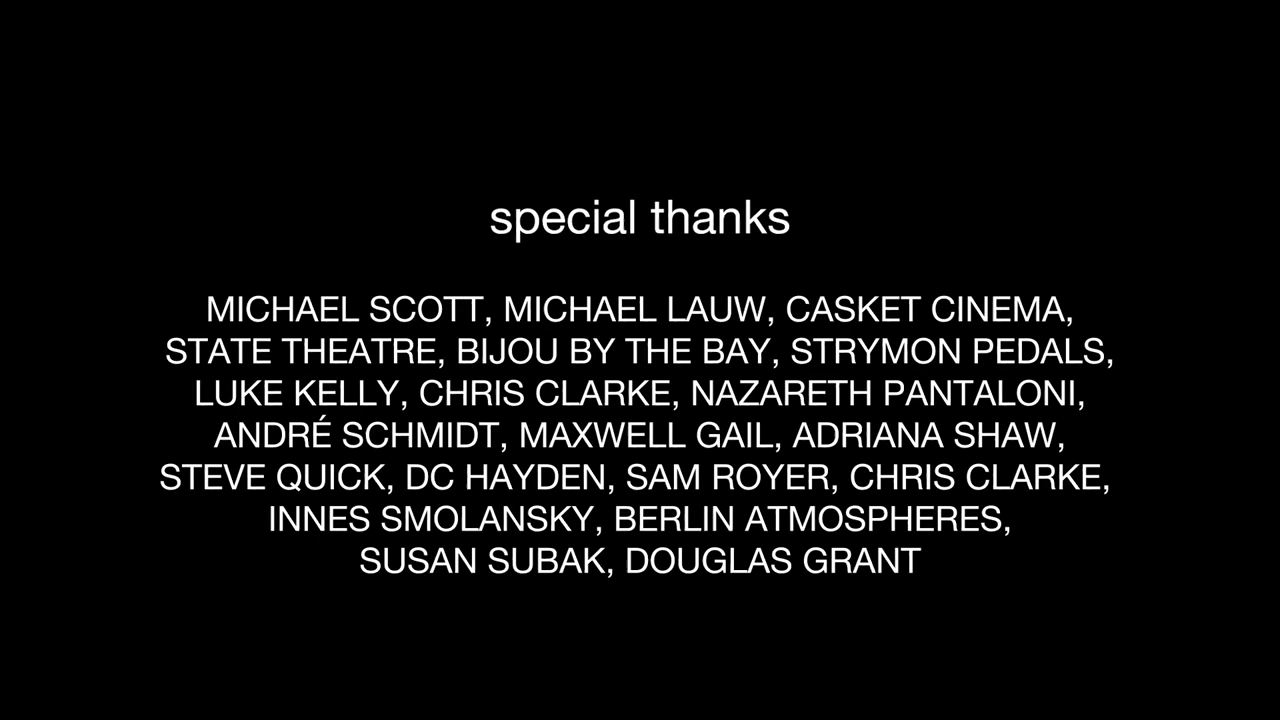 special thanks
MICHAEL SCOTT, MICHAEL LAUW, CASKET CINEMA,
STATE THEATRE, BIJOU BY THE BAY, STRYMON PEDALS,
LUKE KELLY, CHRIS CLARKE, NAZARETH PANTALONI,
ANDRÉ SCHMIDT, MAXWELL GAIL, ADRIANA SHAW,
STEVE QUICK, DC HAYDEN, SAM ROYER, CHRIS CLARKE,
INNES SMOLANSKY, BERLIN ATMOSPHERES,
SUSAN SUBAK, DOUGLAS GRANT